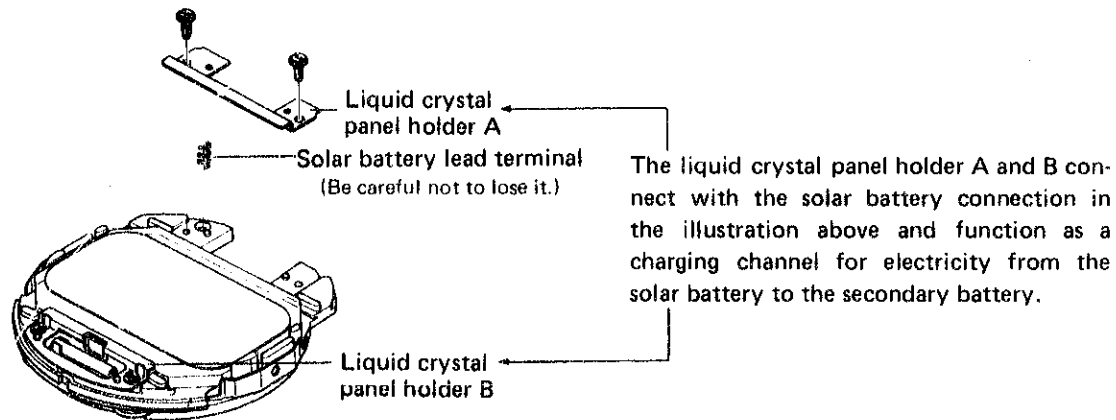 Liquid crystal
panel holder A
Solar battery lead terminal
(Be careful not to lose it.)
The liquid crystal panel holder A and B con-
nect with the solar battery connection in
the illustration above and function as a
charging channel for electricity from the
solar battery to the secondary battery.
Liquid crystal
panel holder B